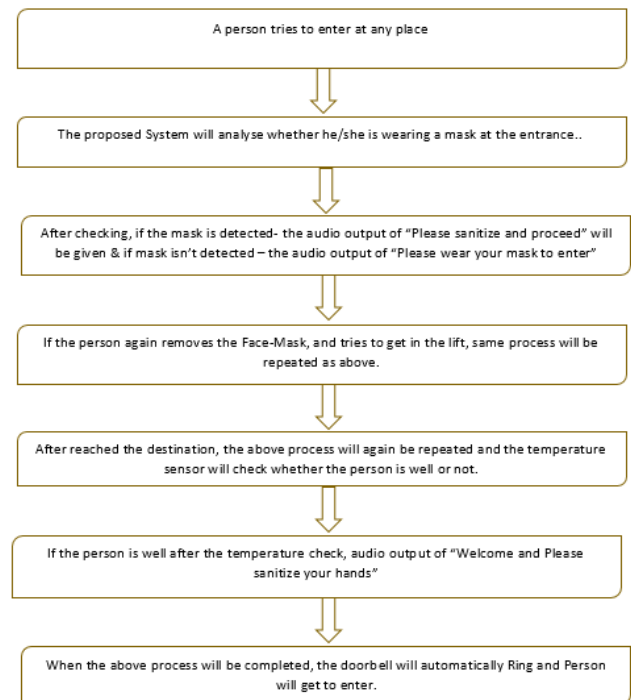 A person tries to enter at any place
The proposed System will analyse whether he/she is wearing a mask at the entrance..
After checking, if the mask is detected- the audio output of “Please sanitize and proceed” will
be given & if mask isn’t detected – the audio output of “Please wear your mask to enter”
If the person again removes the Face-Mask, and tries to get in the lift, same process will be
repeated as above.
After reached the destination, the above process will again be repeated and the temperature
sensor will check whether the person is well or not.
If the person is well after the temperature check, audio output of “Welcome and Please
sanitize your hands”
When the above process will be completed, the doorbell will automatically Ring and Person
will get to enter.